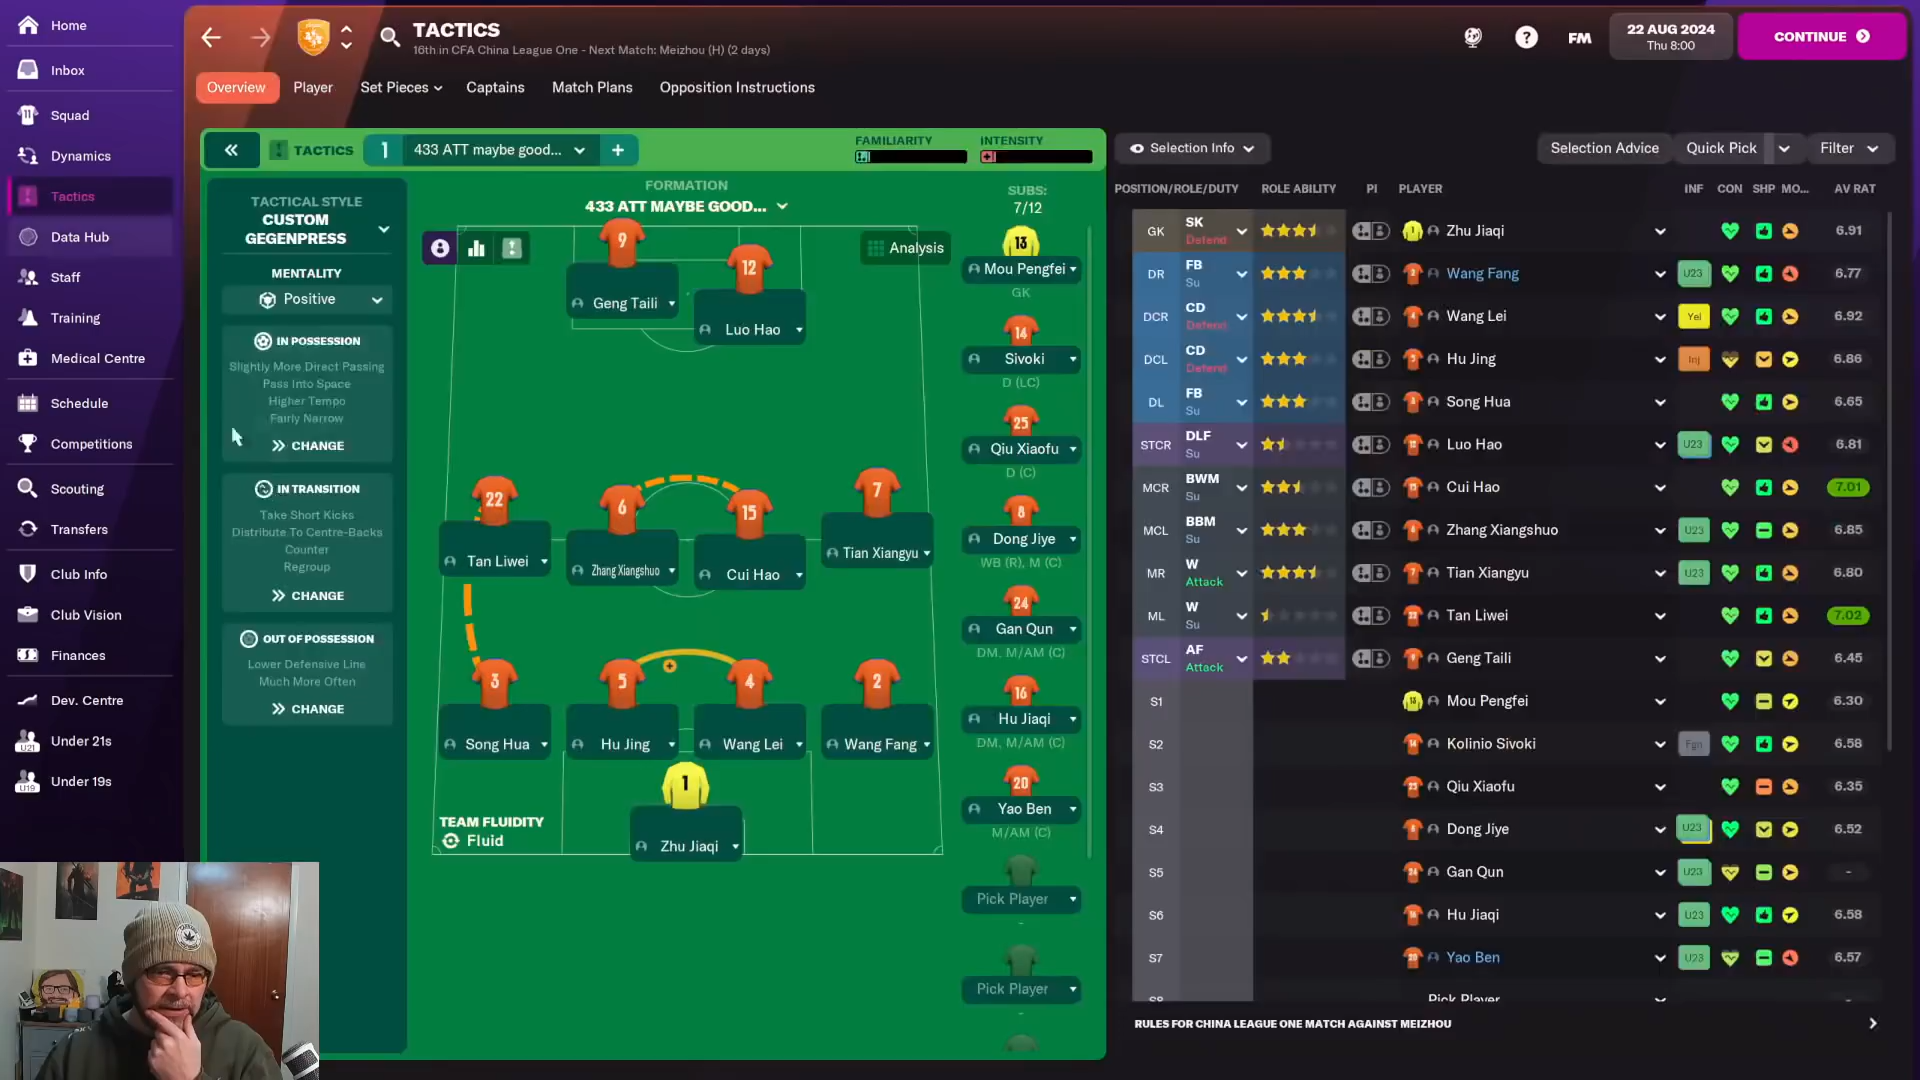 Home
Inbox
Squad
Dynamics
Tactics
Data Hub
Staff
Training
Medical Centre
Schedule
Competitions
Scouting
Transfers
Club Info
Club Vision
Finances
Dev. Centre
U21 Under 21s
U19 Under 19s
TACTICS
16th in CFA China League One - Next Match: Meizhou (H) (2 days)
? FM
22 AUG 2024
Thu 8:00
CONTINUE
Overview Player Set Pieces Captains Match Plans Opposition Instructions
TACTICS 1 433 ATT maybe good... +
FAMILIARITY
INTENSITY
TACTICAL STYLE
CUSTOM
GEGENPRESS
MENTALITY
Positive
IN POSSESSION
Slightly More Direct Passing
Pass Into Space
Higher Tempo
Fairly Narrow
CHANGE
IN TRANSITION
Take Short Kicks
Distribute To Centre-Backs
Counter
Regroup
CHANGE
OUT OF POSSESSION
Lower Defensive Line
Much More Often
CHANGE
FORMATION
433 ATT MAYBE GOOD...
Analysis
9
Geng Taili
12
Luo Hao
22
Tan Liwei
6
Zhang Xiangshuo
15
Cui Hao
7
Tian Xiangyu
3
Song Hua
5
Hu Jing
4
Wang Lei
2
Wang Fang
1
Zhu Jiaqi
TEAM FLUIDITY
Fluid
SUBS:
7/12
13
Mou Pengfei
GK
14
Sivoki
D (LC)
25
Qiu Xiaofu
D (C)
8
Dong Jiye
WB (R), M (C)
24
Gan Qun
DM, M/AM (C)
16
Hu Jiaqi
DM, M/AM (C)
20
Yao Ben
M/AM (C)
Pick Player
-
Pick Player
-
Selection Info
Selection Advice Quick Pick Filter
POSITION/ROLE/DUTY ROLE ABILITY PI PLAYER INF CON SHP MO... AV RAT
GK SK Defend Zhu Jiaqi 6.91
DR FB Su Wang Fang U23 6.77
DCR CD Defend Wang Lei Yel 6.92
DCL CD Defend Hu Jing Inj 6.86
DL FB Su Song Hua 6.65
STCR DLF Su Luo Hao U23 6.81
MCR BWM Su Cui Hao 7.01
MCL BBM Su Zhang Xiangshuo U23 6.85
MR W Attack Tian Xiangyu U23 6.80
ML W Su Tan Liwei 7.02
STCL AF Attack Geng Taili 6.45
S1 Mou Pengfei 6.30
S2 Kolinio Sivoki Fgn 6.58
S3 Qiu Xiaofu 6.35
S4 Dong Jiye U23 6.52
S5 Gan Qun U23 -
S6 Hu Jiaqi U23 6.58
S7 Yao Ben U23 6.57
S8 Pick Player
RULES FOR CHINA LEAGUE ONE MATCH AGAINST MEIZHOU